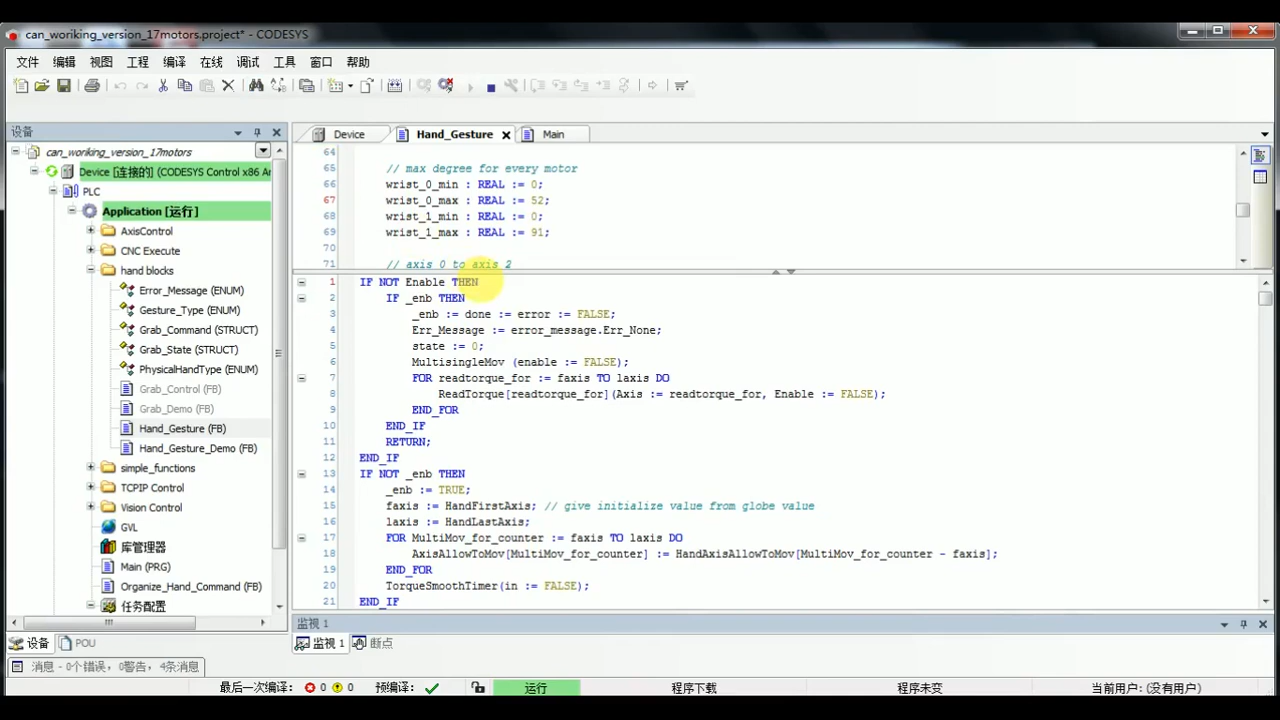 can_woriking_version_17motors.project* - CODESYS
文件 编辑 视图 工程 编译 在线 调试 工具 窗口 帮助
设备
can_woriking_version_17motors
Device [连接的] (CODESYS Control x86 Ar
PLC
Application [运行]
AxisControl
CNC Execute
hand blocks
Error_Message (ENUM)
Gesture_Type (ENUM)
Grab_Command (STRUCT)
Grab_State (STRUCT)
PhysicalHandType (ENUM)
Grab_Control (FB)
Grab_Demo (FB)
Hand_Gesture (FB)
Hand_Gesture_Demo (FB)
simple_functions
TCPIP Control
Vision Control
GVL
库管理器
Main (PRG)
Organize_Hand_Command (FB)
任务配置
设备 POU
Device Hand_Gesture Main
64
65 // max degree for every motor
66 wrist_0_min : REAL := 0;
67 wrist_0_max : REAL := 52;
68 wrist_1_min : REAL := 0;
69 wrist_1_max : REAL := 91;
70
71 // axis 0 to axis 2
1 IF NOT Enable THEN
2 IF _enb THEN
3 _enb := done := error := FALSE;
4 Err_Message := error_message.Err_None;
5 state := 0;
6 MultisingleMov (enable := FALSE);
7 FOR readtorque_for := faxis TO laxis DO
8 ReadTorque[readtorque_for](Axis := readtorque_for, Enable := FALSE);
9 END_FOR
10 END_IF
11 RETURN;
12 END_IF
13 IF NOT _enb THEN
14 _enb := TRUE;
15 faxis := HandFirstAxis; // give initialize value from globe value
16 laxis := HandLastAxis;
17 FOR MultiMov_for_counter := faxis TO laxis DO
18 AxisAllowToMov[MultiMov_for_counter] := HandAxisAllowToMov[MultiMov_for_counter - faxis];
19 END_FOR
20 TorqueSmoothTimer(in := FALSE);
21 END_IF
监视 1
监视 1 断点
消息 - 0个错误，0警告，4条消息
最后一次编译: 0 0 预编译: 运行 程序下载 程序未变 当前用户: (没有用户)